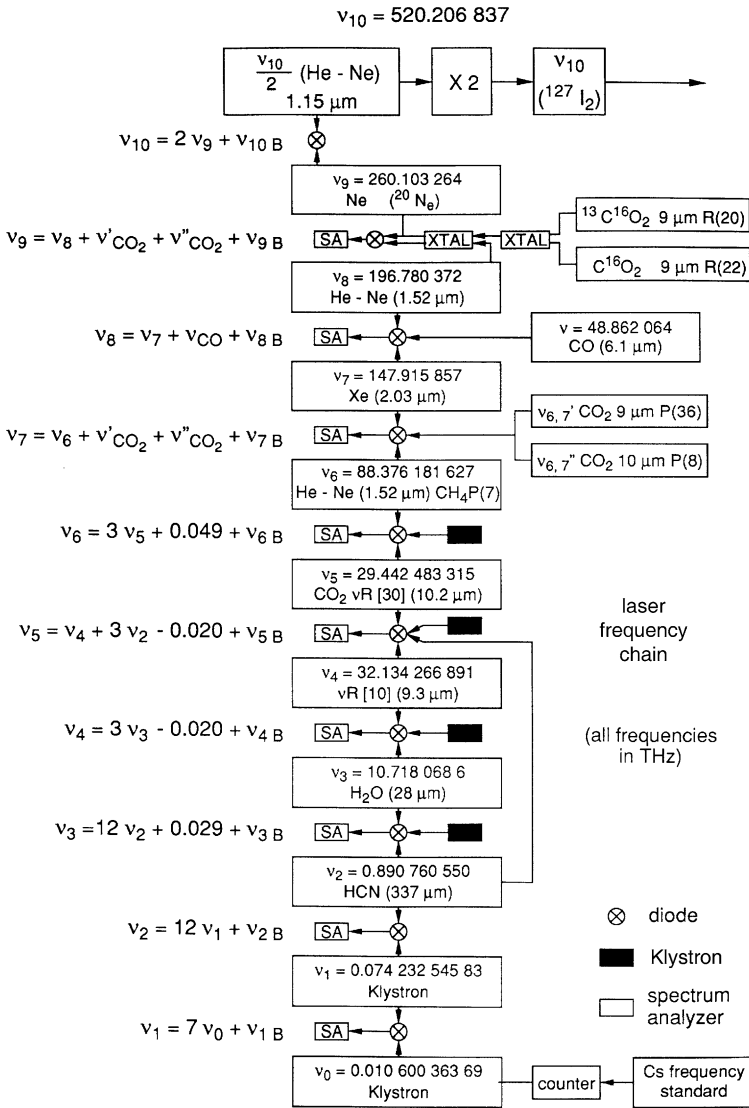 ν10 = 520.206 837
ν10/2 (He - Ne)
1.15 μm
X 2
ν10
(127 I2)
ν10 = 2 ν9 + ν10 B
ν9 = 260.103 264
Ne (20 Ne)
ν9 = ν8 + ν'CO2 + ν"CO2 + ν9 B
SA
XTAL
XTAL
13 C16O2 9 μm R(20)
C16O2 9 μm R(22)
ν8 = 196.780 372
He - Ne (1.52 μm)
ν8 = ν7 + νCO + ν8 B
SA
ν = 48.862 064
CO (6.1 μm)
ν7 = 147.915 857
Xe (2.03 μm)
ν7 = ν6 + ν'CO2 + ν"CO2 + ν7 B
SA
ν6, 7' CO2 9 μm P(36)
ν6, 7" CO2 10 μm P(8)
ν6 = 88.376 181 627
He - Ne (1.52 μm) CH4P(7)
ν6 = 3 ν5 + 0.049 + ν6 B
SA
ν5 = 29.442 483 315
CO2 vR [30] (10.2 μm)
ν5 = ν4 + 3 ν2 - 0.020 + ν5 B
SA
laser
frequency
chain
ν4 = 32.134 266 891
vR [10] (9.3 μm)
ν4 = 3 ν3 - 0.020 + ν4 B
SA
(all frequencies
in THz)
ν3 = 10.718 068 6
H2O (28 μm)
ν3 =12 ν2 + 0.029 + ν3 B
SA
ν2 = 0.890 760 550
HCN (337 μm)
ν2 = 12 ν1 + ν2 B
SA
diode
Klystron
spectrum
analyzer
ν1 = 0.074 232 545 83
Klystron
ν1 = 7 ν0 + ν1 B
SA
ν0 = 0.010 600 363 69
Klystron
counter
Cs frequency
standard